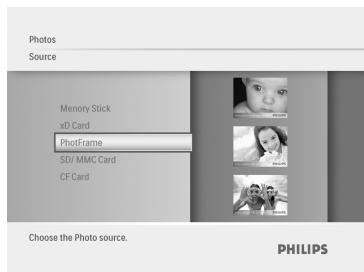 Photos
Source
Menory Stick
xD Card
PhotFrame
SD/ MMC Card
CF Card
Choose the Photo source.
PHILIPS